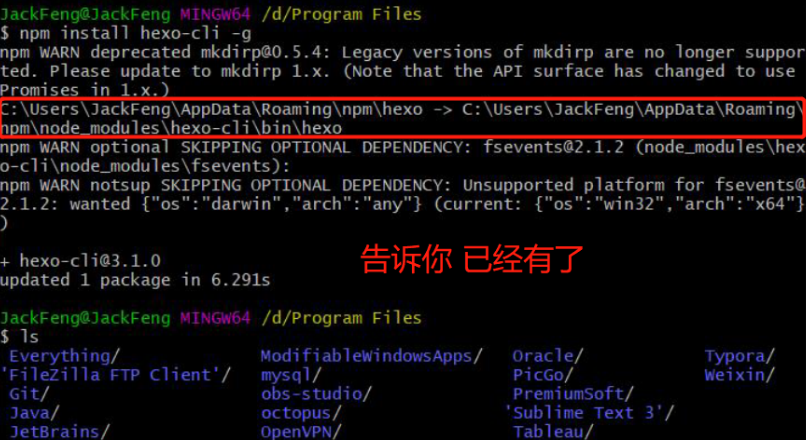 JackFeng@JackFeng MINGW64 /d/Program Files
$ npm install hexo-cli -g
npm WARN deprecated mkdirp@0.5.4: Legacy versions of mkdirp are no longer suppor
ted. Please update to mkdirp 1.x. (Note that the API surface has changed to use
Promises in 1.x.)
C:\Users\JackFeng\AppData\Roaming\npm\hexo -> C:\Users\JackFeng\AppData\Roaming\
npm\node_modules\hexo-cli\bin\hexo
npm WARN optional SKIPPING OPTIONAL DEPENDENCY: fsevents@2.1.2 (node_modules\hex
o-cli\node_modules\fsevents):
npm WARN notsup SKIPPING OPTIONAL DEPENDENCY: Unsupported platform for fsevents@
2.1.2: wanted {"os":"darwin","arch":"any"} (current: {"os":"win32","arch":"x64"}
)
+ hexo-cli@3.1.0
告诉你 已经有了
updated 1 package in 6.291s
JackFeng@JackFeng MINGW64 /d/Program Files
$ ls
Everything/ ModifiableWindowsApps/ Oracle/ Typora/
'FileZilla FTP Client'/ mysql/ PicGo/ Weixin/
Git/ obs-studio/ PremiumSoft/
Java/ octopus/ 'Sublime Text 3'/
JetBrains/ OpenVPN/ Tableau/